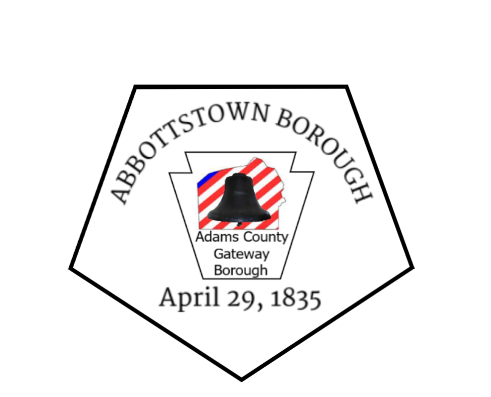 ABBOTTSTOWN BOROUGH
Adams County
Gateway
Borough
April 29, 1835